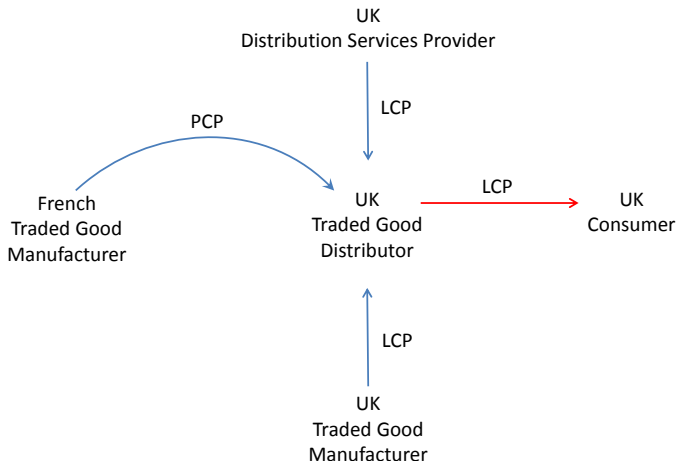 UK
Distribution Services Provider
LCP
PCP
French
Traded Good
Manufacturer
UK
Traded Good
Distributor
LCP
UK
Consumer
LCP
UK
Traded Good
Manufacturer